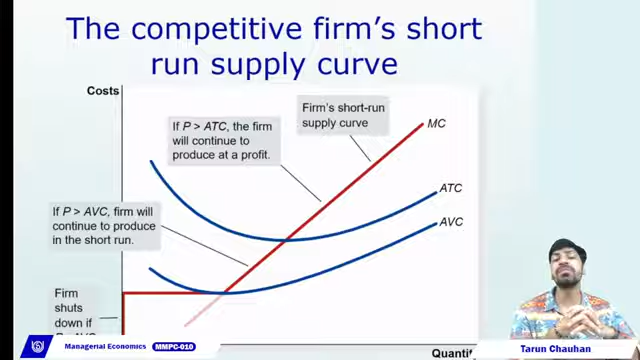 The competitive firm's short
run supply curve
Costs
Firm's short-run
supply curve
MC
If P > ATC, the firm
will continue to
produce at a profit.
ATC
If P > AVC, firm will
continue to produce
in the short run.
AVC
Firm
shuts
down if
Quantit
Managerial Economics MMPC-010
Tarun Chauhan